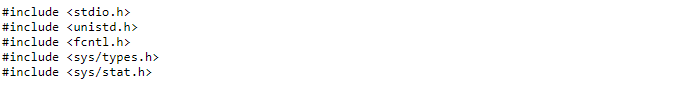 #include <stdio.h>
#include <unistd.h>
#include <fcntl.h>
#include <sys/types.h>
#include <sys/stat.h>